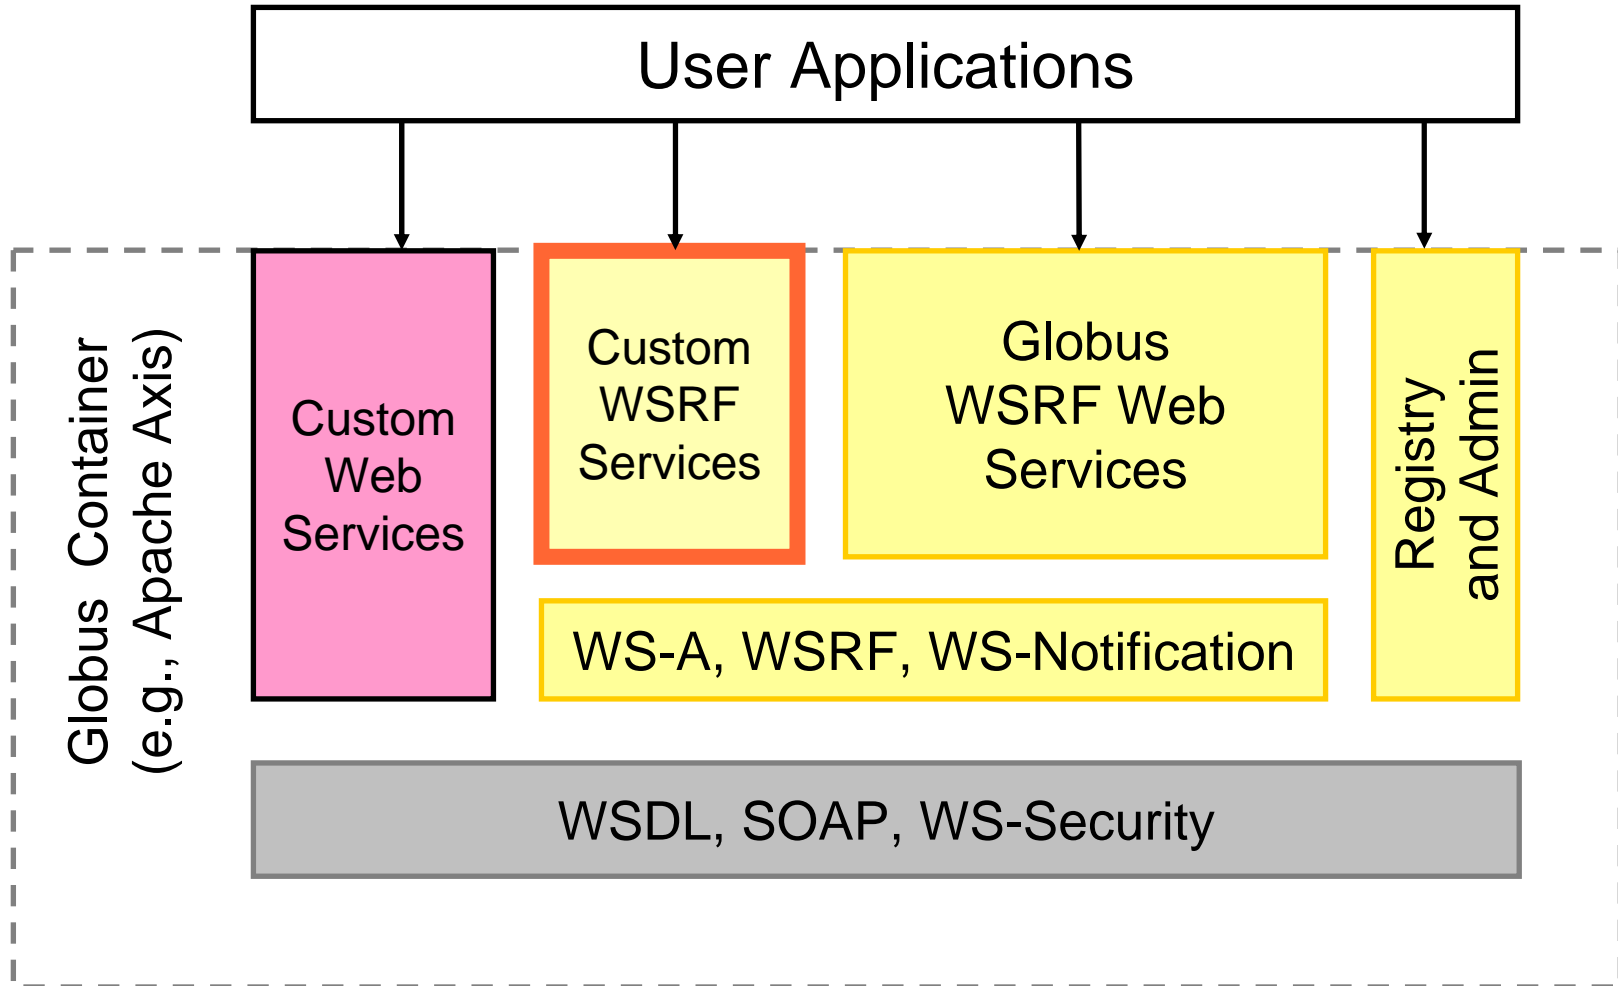 User Applications
Globus Container
(e.g., Apache Axis)
Custom
Web
Services
Custom
WSRF
Services
Globus
WSRF Web
Services
Registry
and Admin
WS-A, WSRF, WS-Notification
WSDL, SOAP, WS-Security